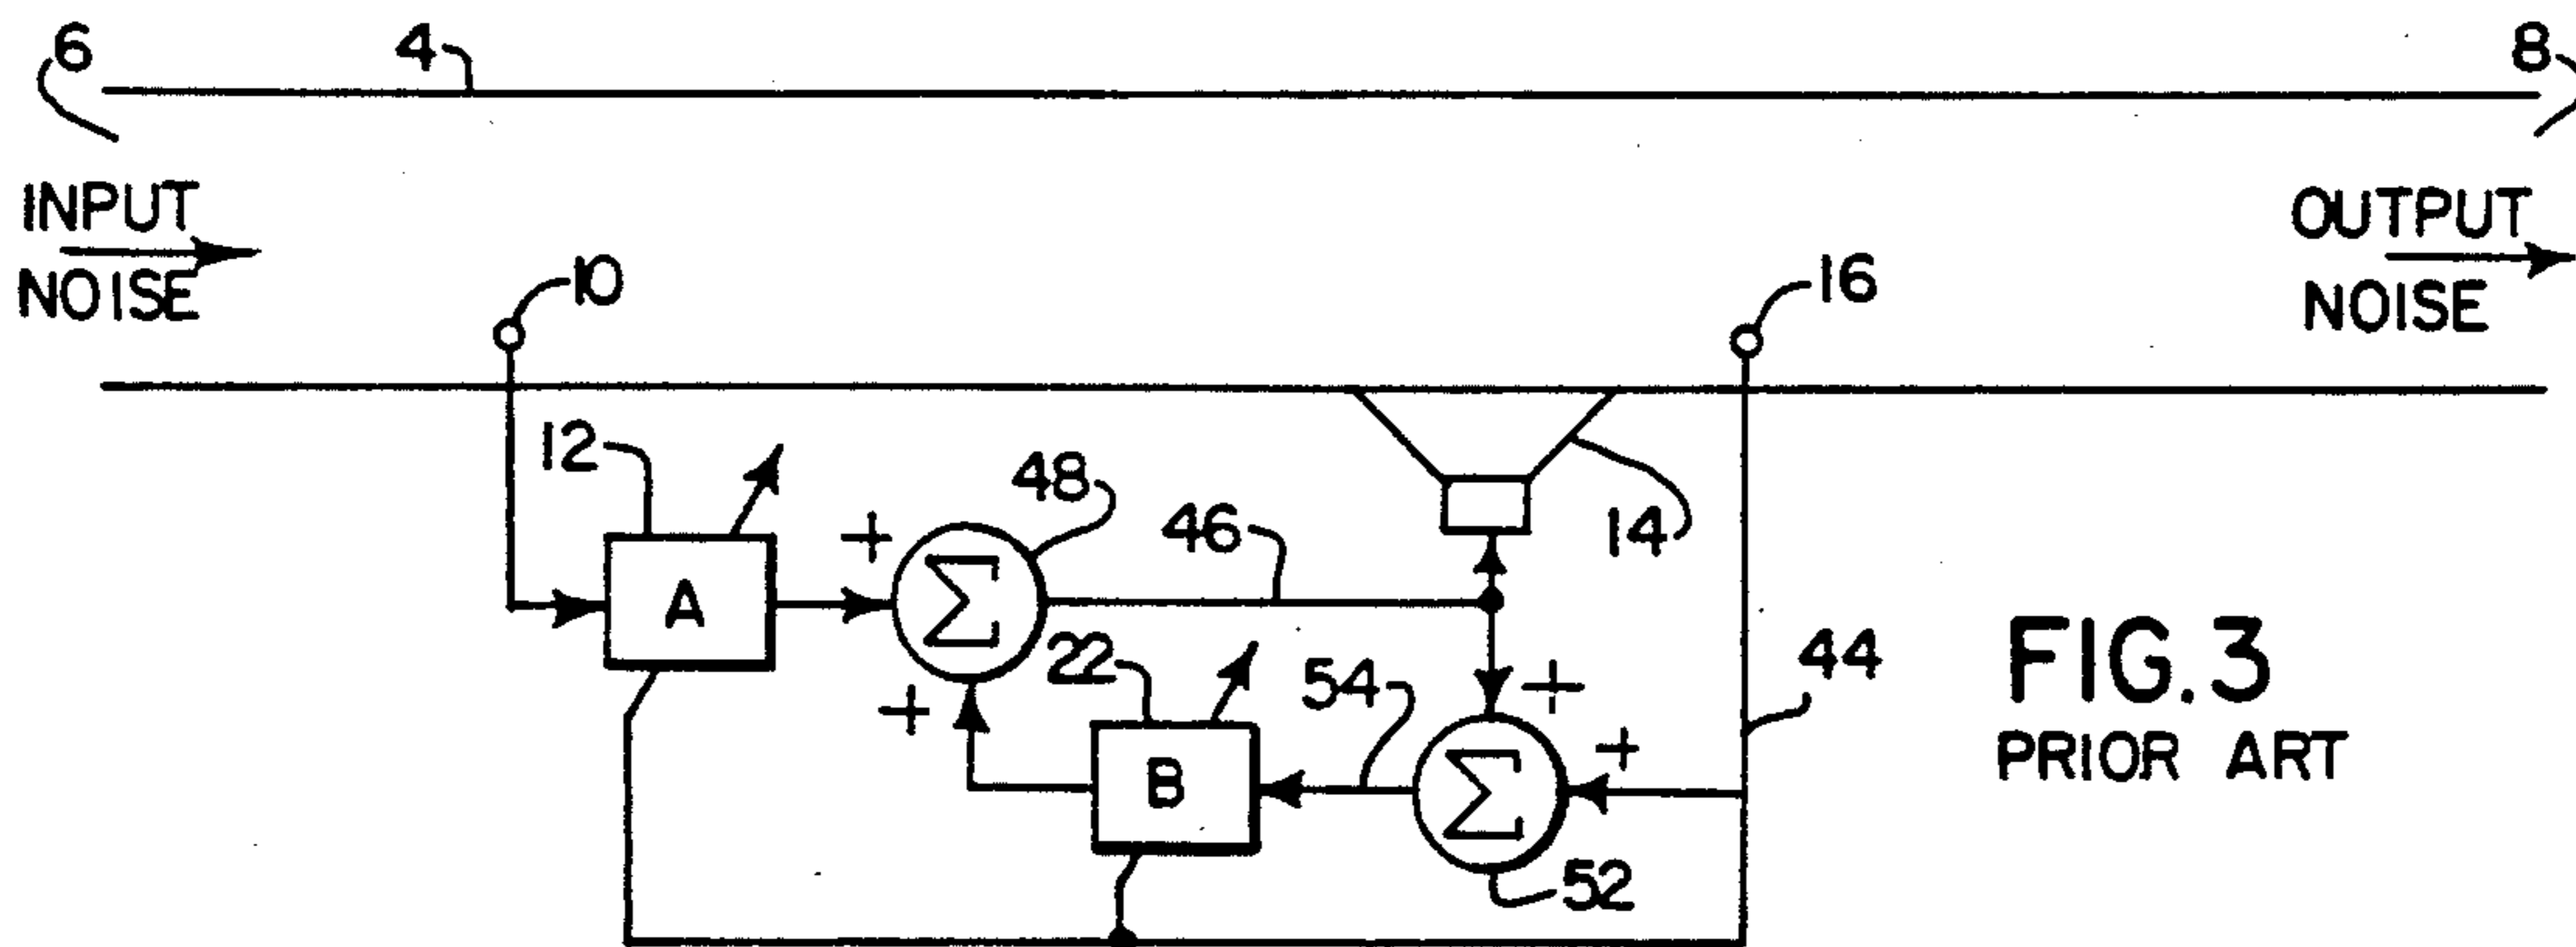 6
4
8
INPUT
NOISE
OUTPUT
NOISE
10
16
12
A
+
Σ
48
46
14
+
22
B
54
+
Σ
+
52
44
FIG.3
PRIOR ART